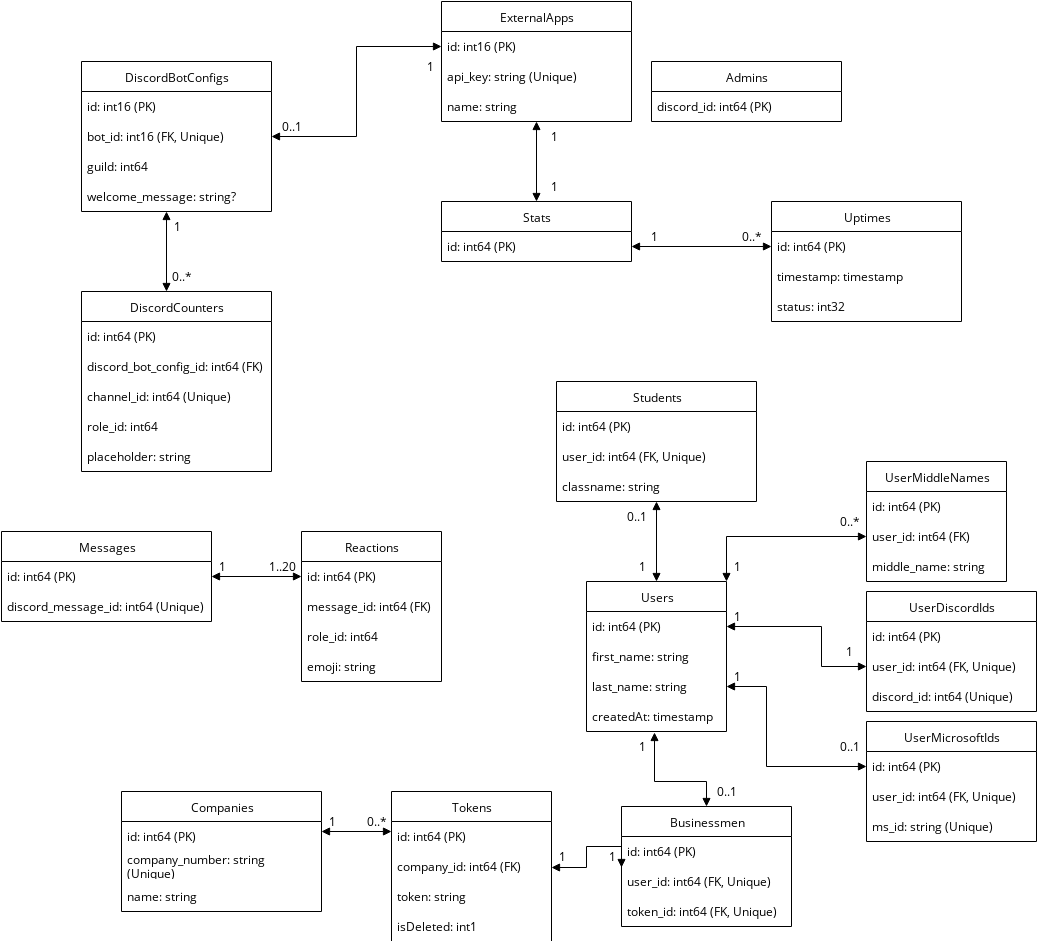 ExternalApps
id: int16 (PK)
api_key: string (Unique)
name: string
1
1
DiscordBotConfigs
id: int16 (PK)
bot_id: int16 (FK, Unique)
guild: int64
welcome_message: string?
0..1
1
0..*
Admins
discord_id: int64 (PK)
1
Stats
id: int64 (PK)
1
0..*
Uptimes
id: int64 (PK)
timestamp: timestamp
status: int32
DiscordCounters
id: int64 (PK)
discord_bot_config_id: int64 (FK)
channel_id: int64 (Unique)
role_id: int64
placeholder: string
Students
id: int64 (PK)
user_id: int64 (FK, Unique)
classname: string
0..1
1
UserMiddleNames
id: int64 (PK)
user_id: int64 (FK)
middle_name: string
0..*
1
Messages
id: int64 (PK)
discord_message_id: int64 (Unique)
1
1..20
Reactions
id: int64 (PK)
message_id: int64 (FK)
role_id: int64
emoji: string
Users
id: int64 (PK)
first_name: string
last_name: string
createdAt: timestamp
1
1
UserDiscordIds
id: int64 (PK)
user_id: int64 (FK, Unique)
discord_id: int64 (Unique)
1
0..1
UserMicrosoftIds
id: int64 (PK)
user_id: int64 (FK, Unique)
ms_id: string (Unique)
1
0..1
Companies
id: int64 (PK)
company_number: string
(Unique)
name: string
1
0..*
Tokens
id: int64 (PK)
company_id: int64 (FK)
token: string
isDeleted: int1
1
1
Businessmen
id: int64 (PK)
user_id: int64 (FK, Unique)
token_id: int64 (FK, Unique)